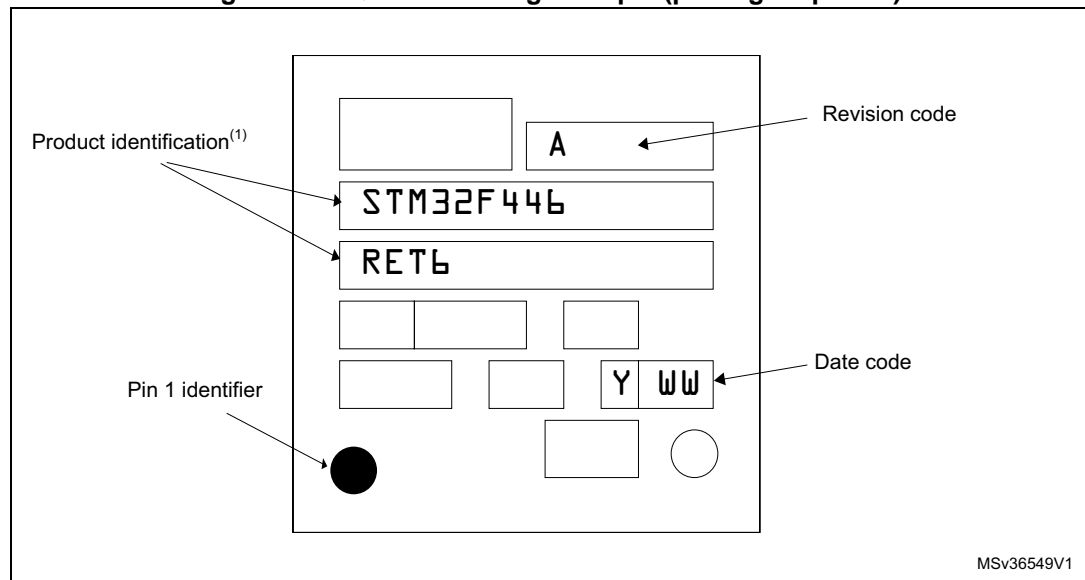 Revision code
Product identification(1)
A
STM32F446
RET6
Date code
Y WW
Pin 1 identifier
MSv36549V1